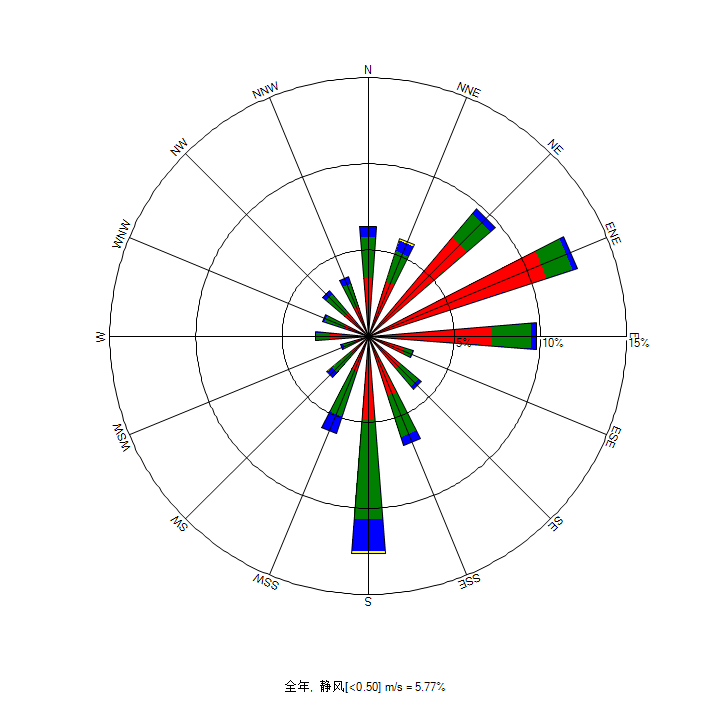 N
NNE
NE
ENE
E
ESE
SE
SSE
S
SSW
SW
WSW
W
WNW
NW
NNW
5%
10%
15%
全年, 静风[<0.50] m/s = 5.77%